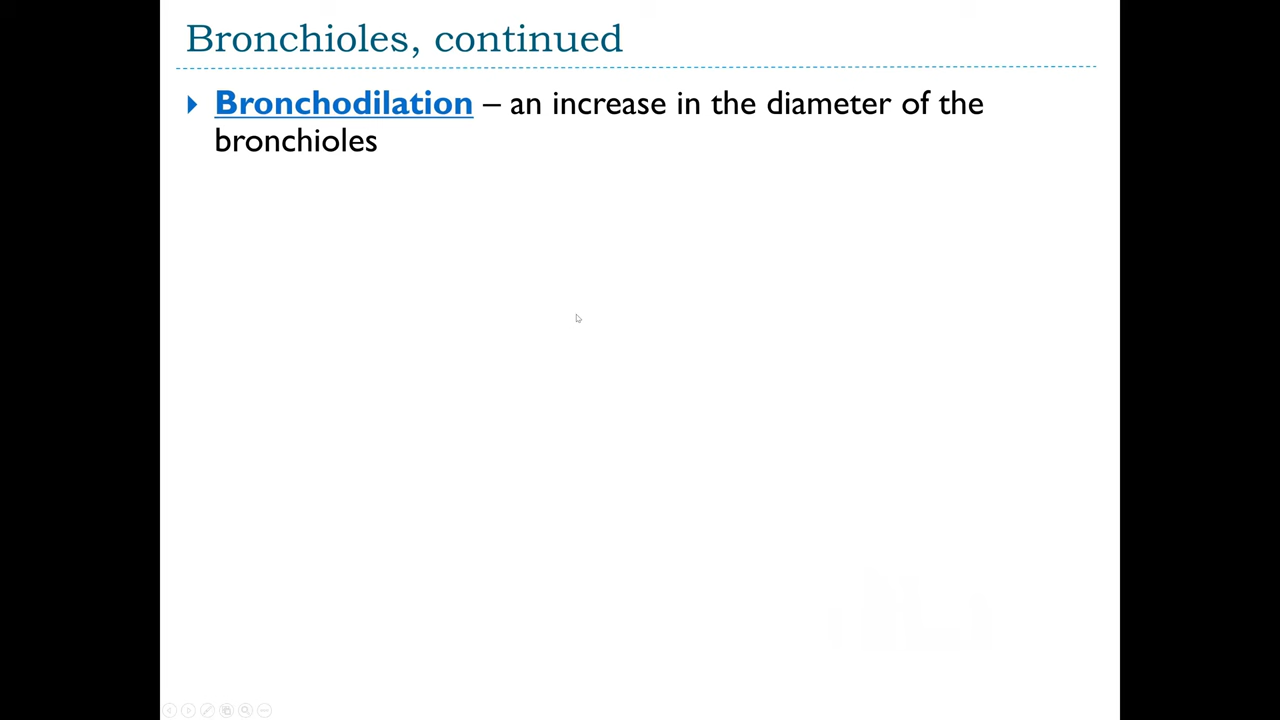 Bronchioles, continued
Bronchodilation – an increase in the diameter of the
bronchioles